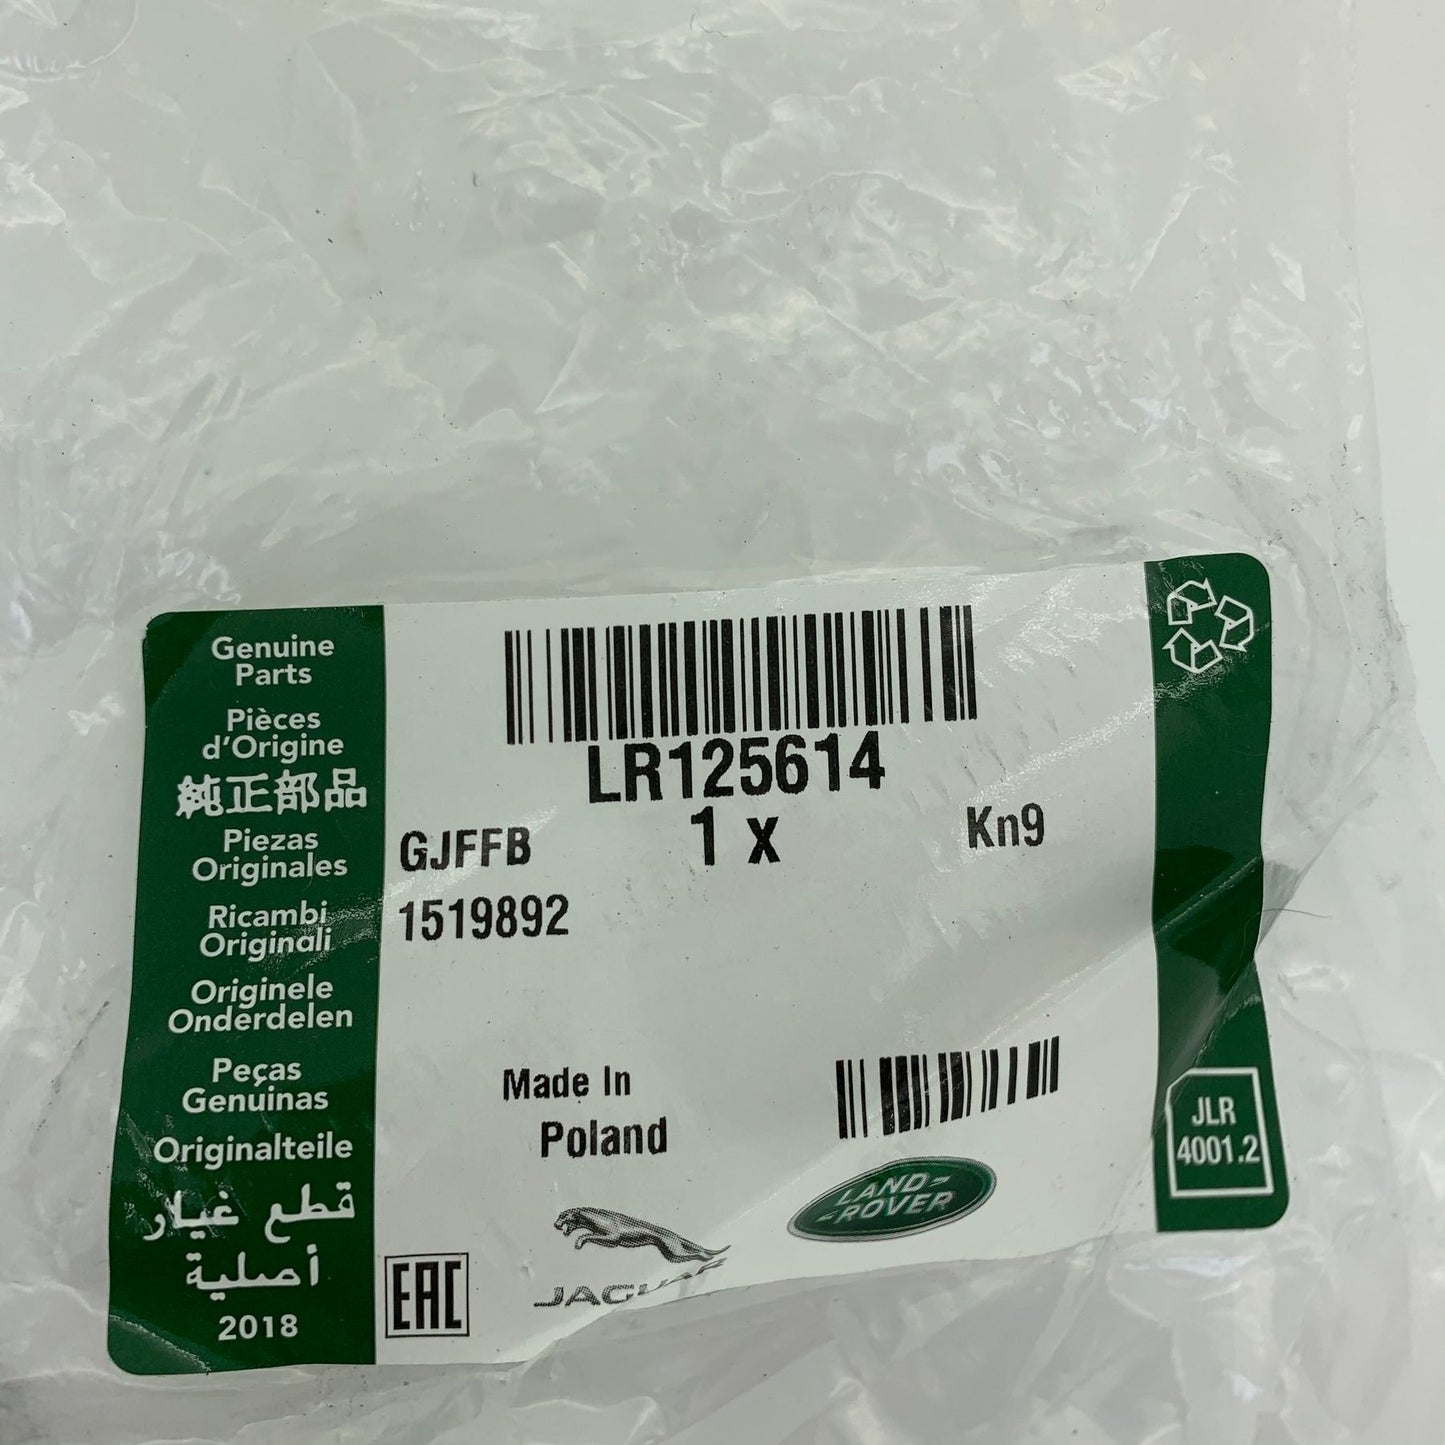 Genuine
Parts
Pièces
d'Origine
純正部品
Piezas
Originales
Ricambi
Originali
Originele
Onderdelen
Peças
Genuinas
Originalteile
قطع غيار
أصلية
2018
LR125614
1 x
Kn9
GJFFB
1519892
Made In
Poland
EAC
JAGUAR
LAND-
-ROVER
JLR
4001.2